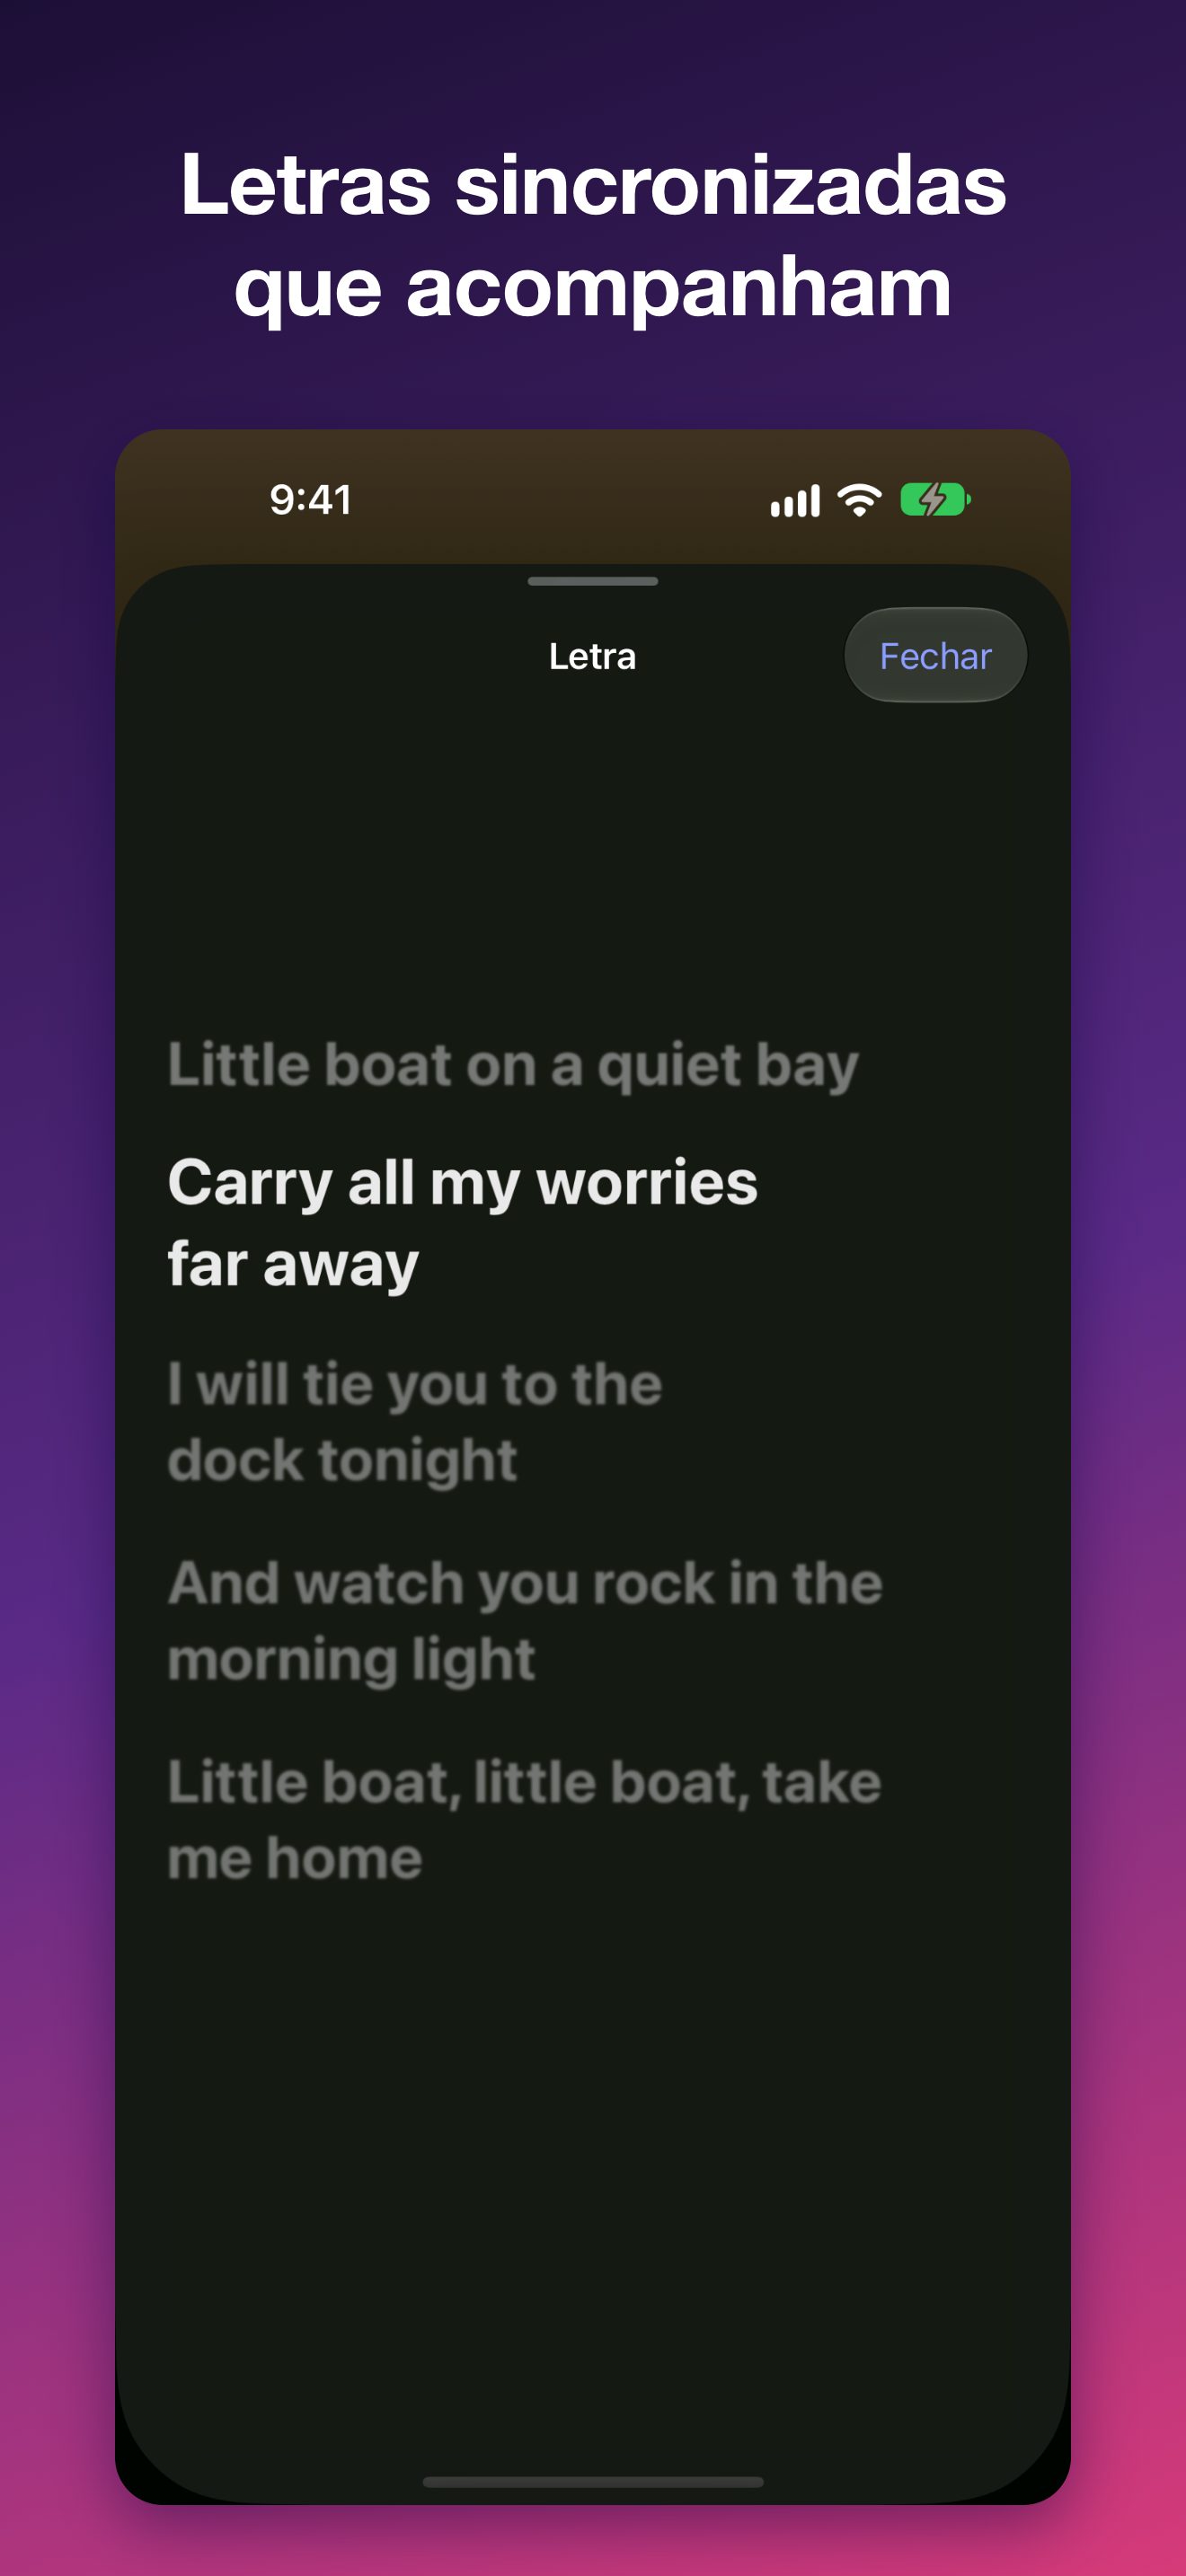 Letras sincronizadas
que acompanham
9:41
Letra
Fechar
Little boat on a quiet bay
Carry all my worries
far away
I will tie you to the
dock tonight
And watch you rock in the
morning light
Little boat, little boat, take
me home